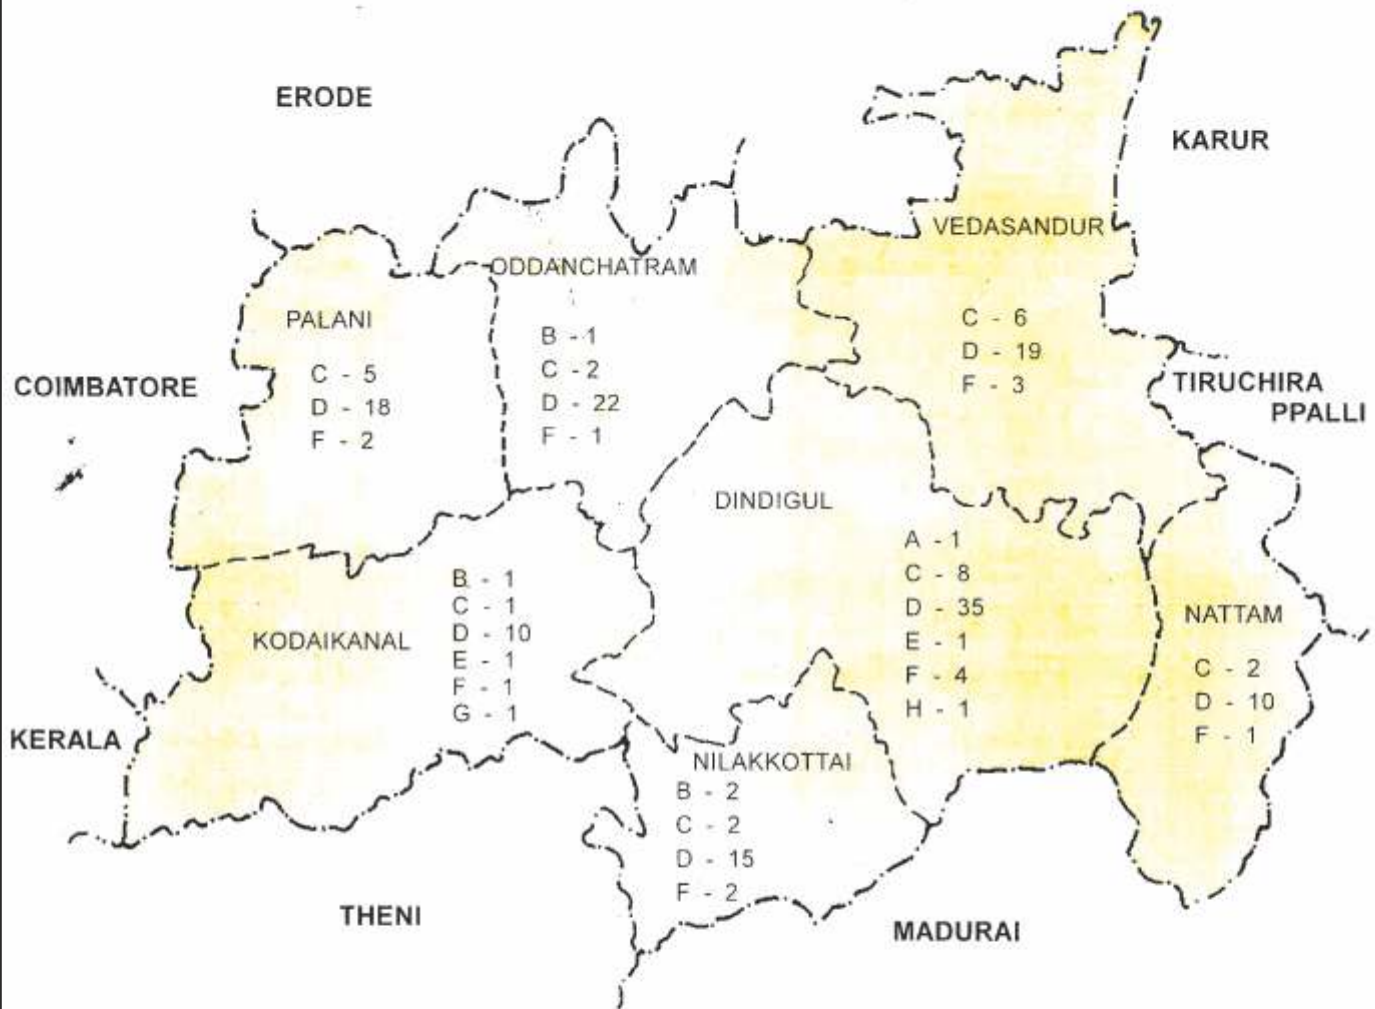 ERODE
KARUR
VEDASANDUR
C - 6
D - 19
F - 3
ODDANCHATRAM
B - 1
C - 2
D - 22
F - 1
PALANI
C - 5
D - 18
F - 2
COIMBATORE
TIRUCHIRA
PPALLI
DINDIGUL
A - 1
C - 8
D - 35
E - 1
F - 4
H - 1
KODAIKANAL
B - 1
C - 1
D - 10
E - 1
F - 1
G - 1
NATTAM
C - 2
D - 10
F - 1
KERALA
NILAKKOTTAI
B - 2
C - 2
D - 15
F - 2
THENI
MADURAI